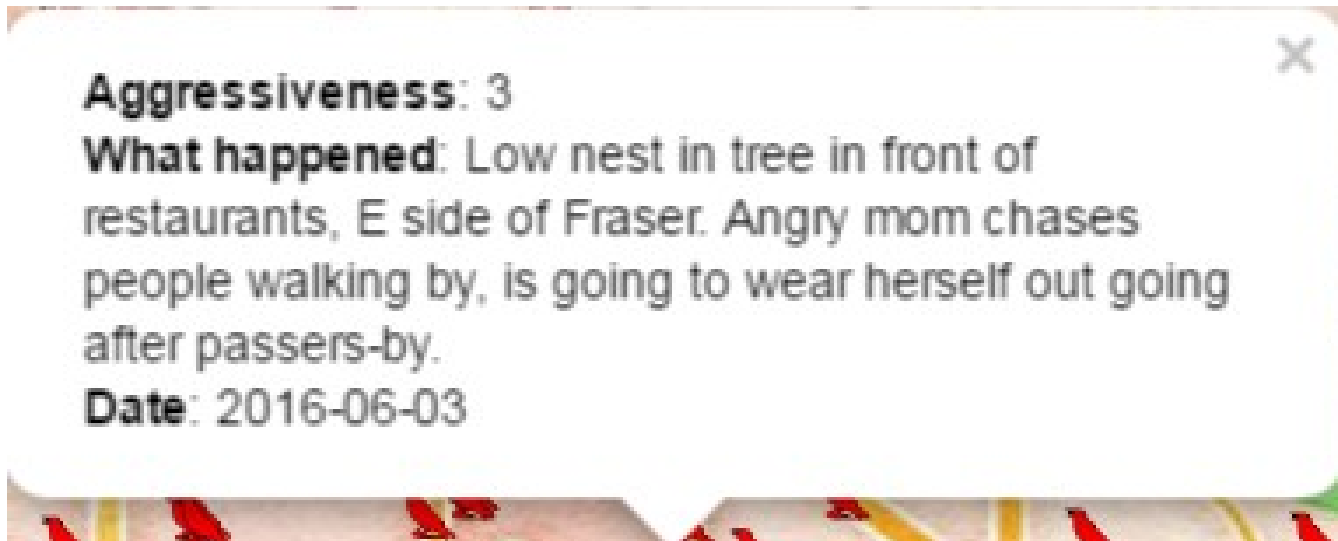 Aggressiveness: 3
What happened: Low nest in tree in front of
restaurants, E side of Fraser. Angry mom chases
people walking by, is going to wear herself out going
after passers-by.
Date: 2016-06-03